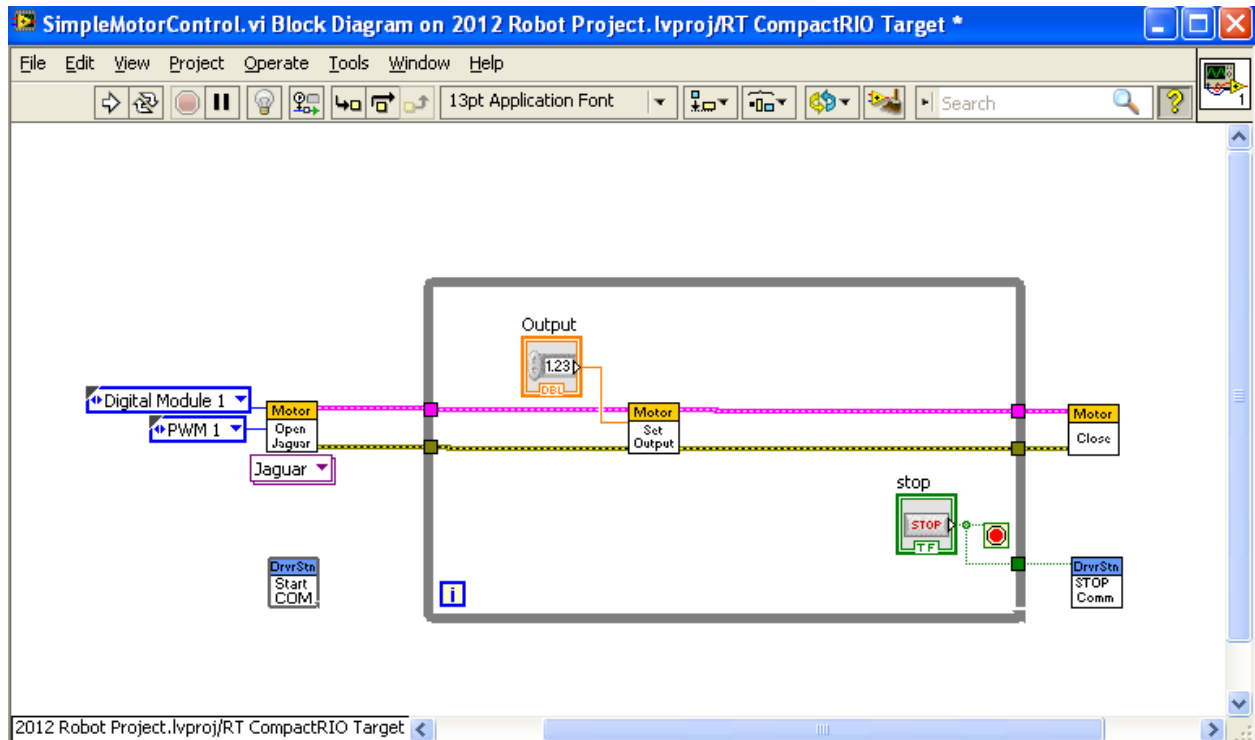 SimpleMotorControl.vi Block Diagram on 2012 Robot Project.lvproj/RT CompactRIO Target *
File Edit View Project Operate Tools Window Help
13pt Application Font
Search
1
Output
1.23
DBL
Digital Module 1
PWM 1
Motor
Open
Jaguar
Jaguar
Motor
Set
Output
Motor
Close
stop
STOP
TF
DrvrStn
Start
COM
i
DrvrStn
STOP
Comm
2012 Robot Project.lvproj/RT CompactRIO Target